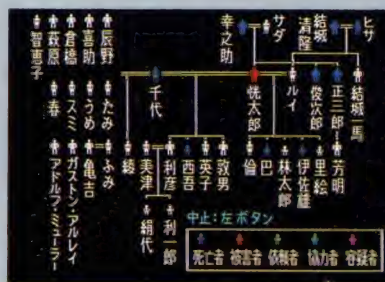 ヒサ
結城清隆
サダ
幸之助
辰野
喜助
倉橋
萩原
智恵子
結城一馬
正三郎
俊次郎
ルイ
恍太郎
千代
たみ
うめ
スミ
春
芳明
里絵
林太郎
巴
倫
敦男
英子
西吾
利彦
美津
綾
ふみ
亀吉
ガストン・アルレイ
アドルフ・ミューラー
利一郎
絹代
中止：左ボタン
死亡者 被害者 依頼者 協力者 容疑者